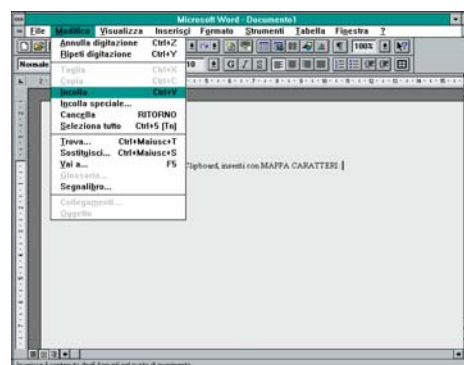 Microsoft Word - Documento1
File Modifica Visualizza Inserisci Formato Strumenti Tabella Finestra ?
Annulla digitazione Ctrl+Z
Ripeti digitazione Ctrl+Y
100%
Normale
10
G I S
Taglia Ctrl+X
Copia Ctrl+C
Incolla Ctrl+V
Incolla speciale...
Cancella RITORNO
Seleziona tutto Ctrl+5 (Tn)
Trova... Ctrl+Maiusc+T
Sostituisci... Ctrl+Maiusc+S
Vai a... F5
Clipboard, inseriti con MAPPA CARATTERI:
Glossario...
Segnalibro...
Collegamenti...
Oggetto